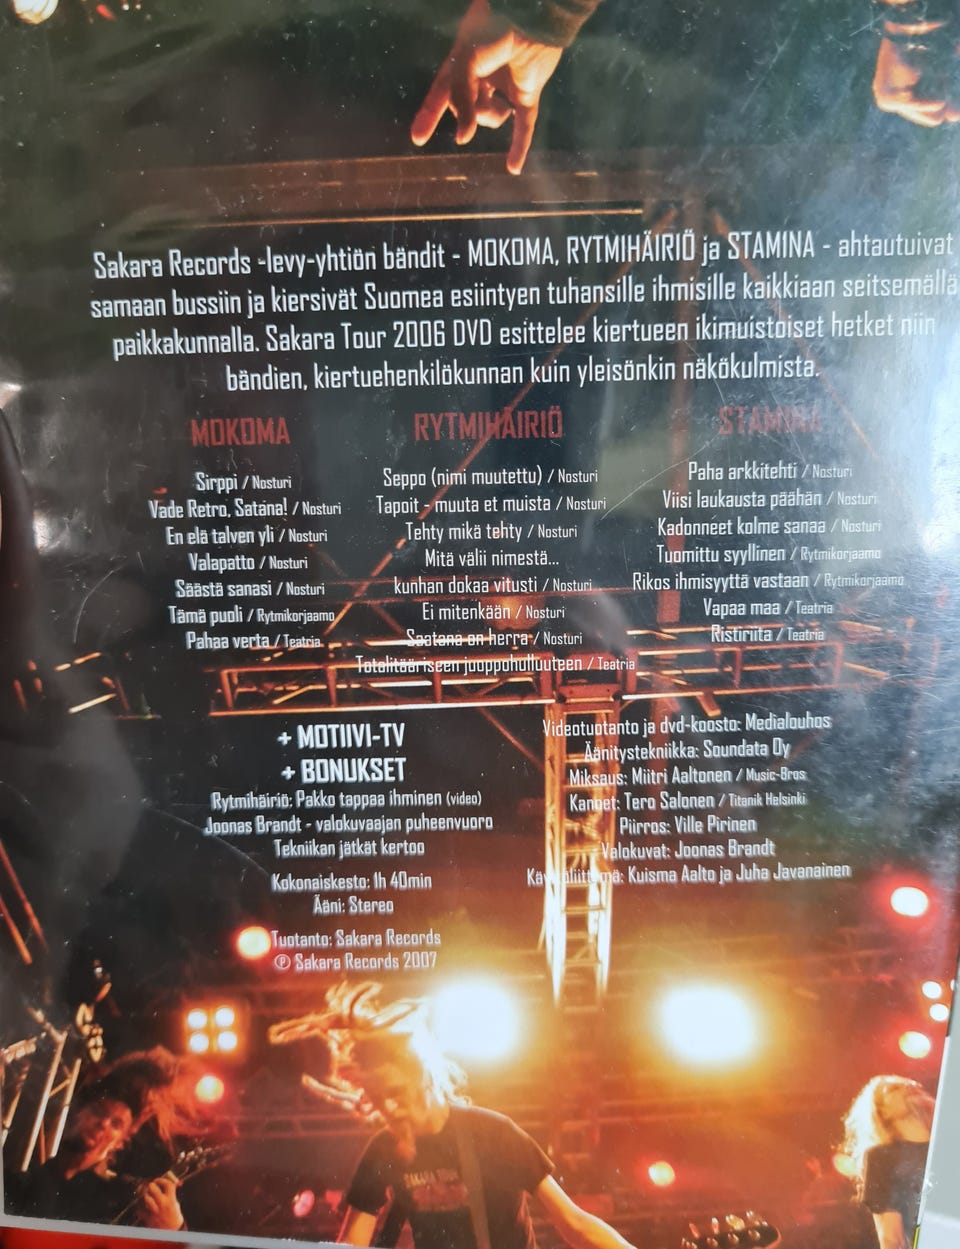 Sakara Records -levy-yhtiön bändit - MOKOMA, RYTMIHÄIRIÖ ja STAMINA - ahtautuivat
samaan bussiin ja kiersivät Suomea esiintyen tuhansille ihmisille kaikkiaan seitsemällä
paikkakunnalla. Sakara Tour 2006 DVD esittelee kiertueen ikimuistoiset hetket niin
bändien, kiertuehenkilökunnan kuin yleisönkin näkökulmista.
MOKOMA
Sirppi / Nosturi
Vade Retro, Satana! / Nosturi
En elä talven yli / Nosturi
Valapatto / Nosturi
Säästä sanasi / Nosturi
Tämä puoli / Rytmikorjaamo
Pahaa verta / Teatria
RYTMIHÄIRIÖ
Seppo (nimi muutettu) / Nosturi
Tapoit - muuta et muista / Nosturi
Tehty mikä tehty / Nosturi
Mitä välii nimestä...
kunhan dokaa vitusti / Nosturi
Ei mitenkään / Nosturi
Saatana on herra / Nosturi
Totalitääriseen juoppohulluuteen / Teatria
STAMINA
Paha arkkitehti / Nosturi
Viisi laukausta päähän / Nosturi
Kadonneet kolme sanaa / Nosturi
Tuomittu syyllinen / Rytmikorjaamo
Rikos ihmisyyttä vastaan / Rytmikorjaamo
Vapaa maa / Teatria
Ristiriita / Teatria
+ MOTIIVI-TV
+ BONUKSET
Rytmihäiriö: Pakko tappaa ihminen (video)
Joonas Brandt - valokuvaajan puheenvuoro
Tekniikan jätkät kertoo
Kokonaiskesto: 1h 40min
Ääni: Stereo
Tuotanto: Sakara Records
℗ Sakara Records 2007
Videotuotanto ja dvd-koosto: Medialouhos
Äänitystekniikka: Soundata Oy
Miksaus: Miitri Aaltonen / Music-Bros
Kannet: Tero Salonen / Titanik Helsinki
Piirros: Ville Pirinen
Valokuvat: Joonas Brandt
Käyttöliittymä: Kuisma Aalto ja Juha Javanainen
SAKARA TOUR